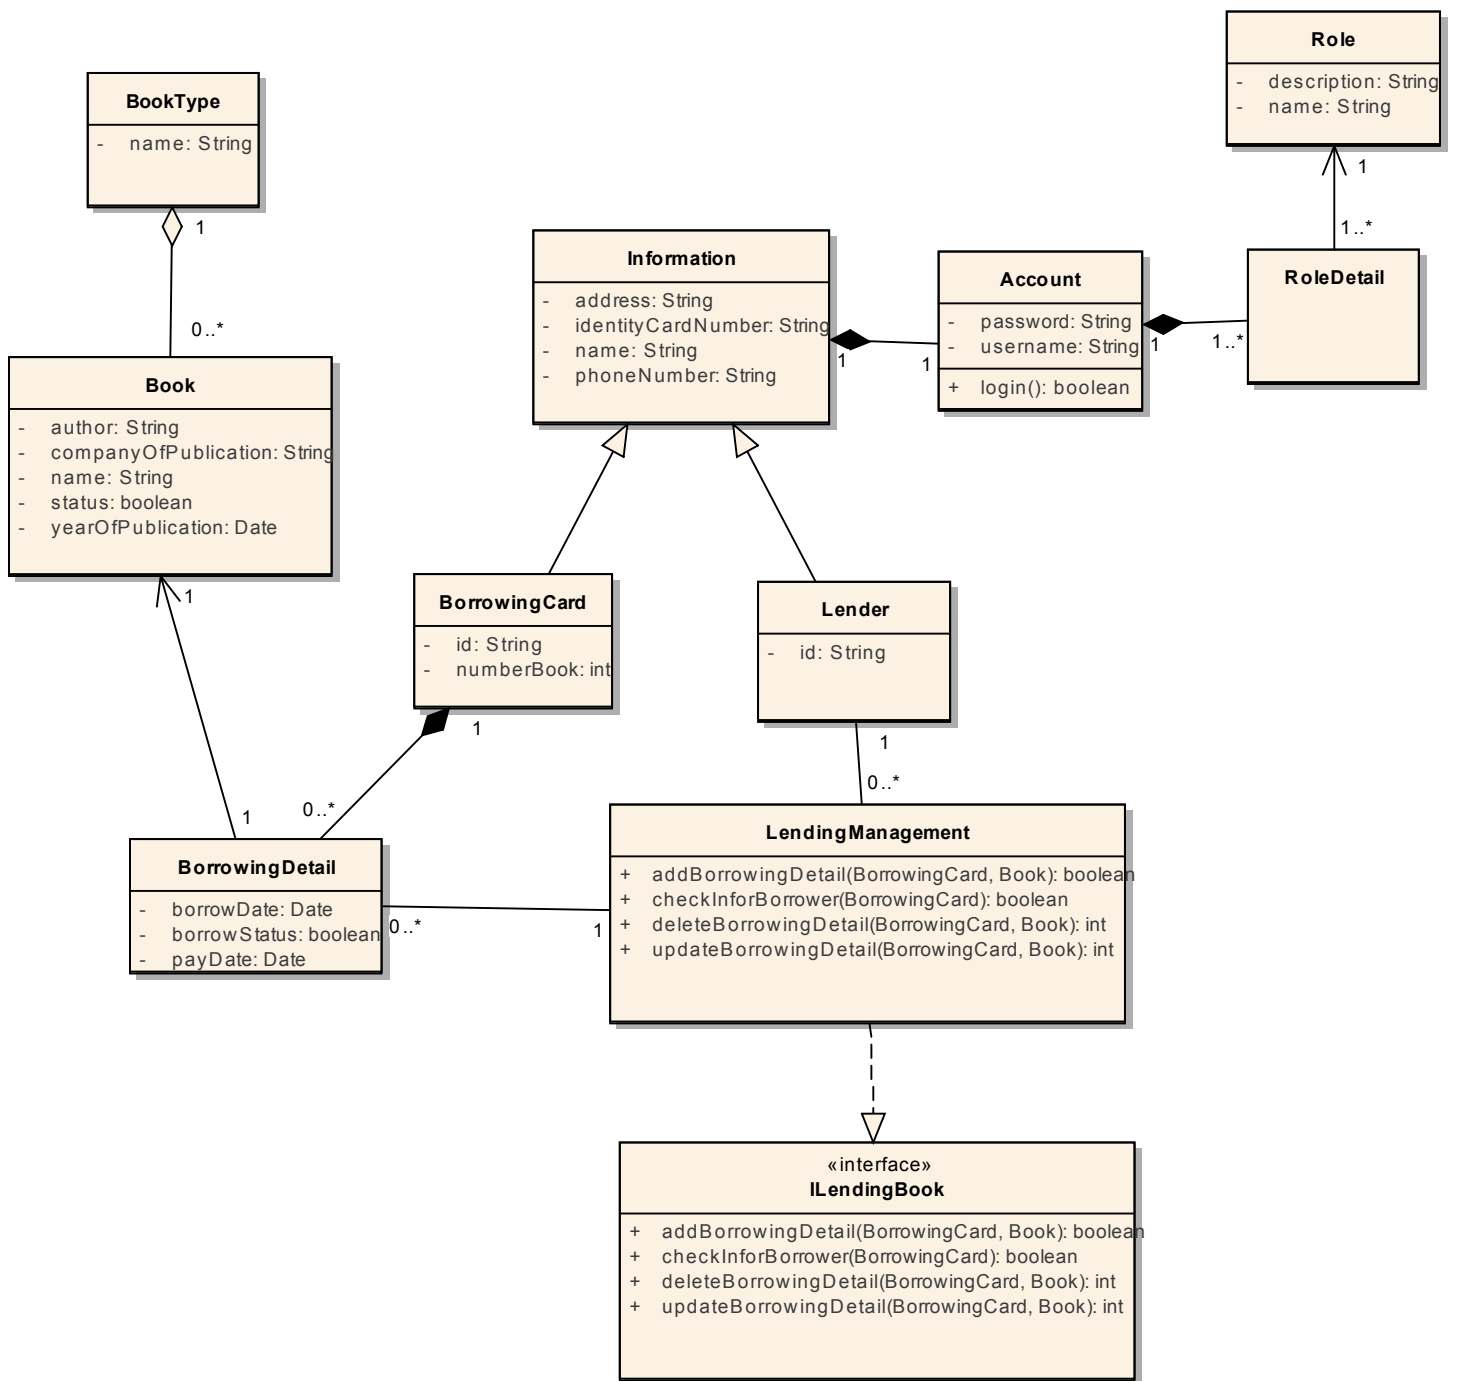 Role
- description: String
- name: String
1
1..*
RoleDetail
BookType
- name: String
1
0..*
Information
- address: String
- identityCardNumber: String
- name: String
- phoneNumber: String
1
1
Account
- password: String
- username: String
+ login(): boolean
1
1..*
Book
- author: String
- companyOfPublication: String
- name: String
- status: boolean
- yearOfPublication: Date
1
1
BorrowingCard
- id: String
- numberBook: int
1
0..*
Lender
- id: String
1
0..*
BorrowingDetail
- borrowDate: Date
- borrowStatus: boolean
- payDate: Date
0..*
1
LendingManagement
+ addBorrowingDetail(BorrowingCard, Book): boolean
+ checkInforBorrower(BorrowingCard): boolean
+ deleteBorrowingDetail(BorrowingCard, Book): int
+ updateBorrowingDetail(BorrowingCard, Book): int
«interface»
ILendingBook
+ addBorrowingDetail(BorrowingCard, Book): boolean
+ checkInforBorrower(BorrowingCard): boolean
+ deleteBorrowingDetail(BorrowingCard, Book): int
+ updateBorrowingDetail(BorrowingCard, Book): int